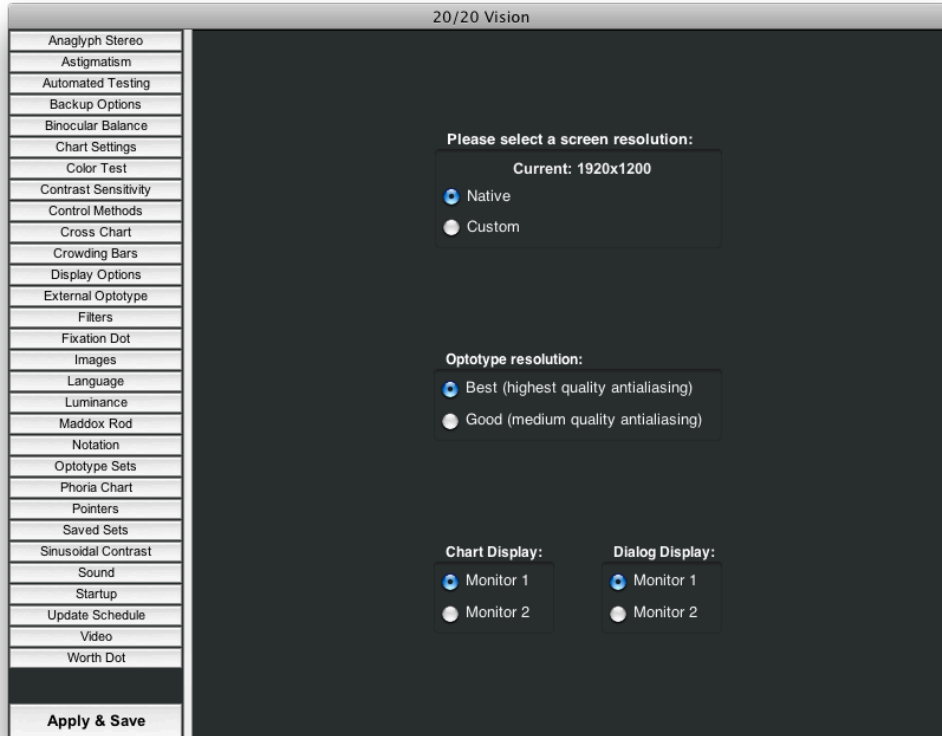 20/20 Vision
Anaglyph Stereo
Astigmatism
Automated Testing
Backup Options
Binocular Balance
Chart Settings
Color Test
Contrast Sensitivity
Control Methods
Cross Chart
Crowding Bars
Display Options
External Optotype
Filters
Fixation Dot
Images
Language
Luminance
Maddox Rod
Notation
Optotype Sets
Phoria Chart
Pointers
Saved Sets
Sinusoidal Contrast
Sound
Startup
Update Schedule
Video
Worth Dot
Apply & Save
Please select a screen resolution:
Current: 1920x1200
Native
Custom
Optotype resolution:
Best (highest quality antialiasing)
Good (medium quality antialiasing)
Chart Display:
Monitor 1
Monitor 2
Dialog Display:
Monitor 1
Monitor 2